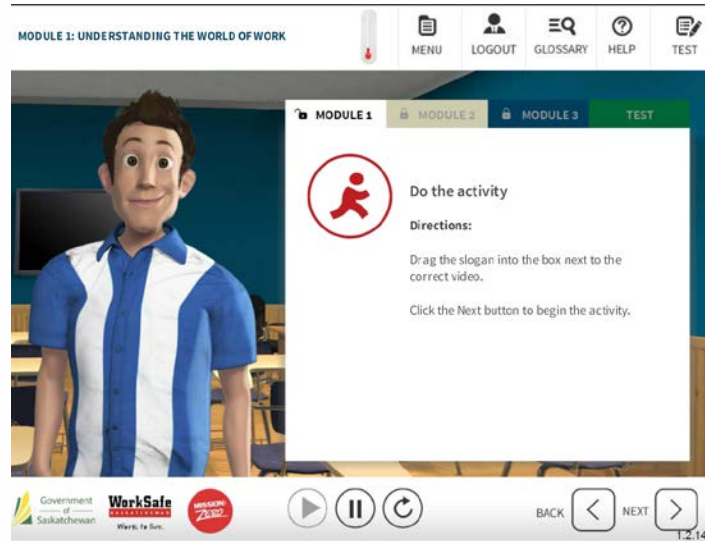 MODULE 1: UNDERSTANDING THE WORLD OF WORK
MENU
LOGOUT
GLOSSARY
HELP
TEST
MODULE 1
MODULE 2
MODULE 3
TEST
Do the activity
Directions:
Drag the slogan into the box next to the
correct video.
Click the Next button to begin the activity.
Government
of
Saskatchewan
WorkSafe
SASKATCHEWAN
Work to live.
MISSION:
Zero
BACK
NEXT
1.2.14